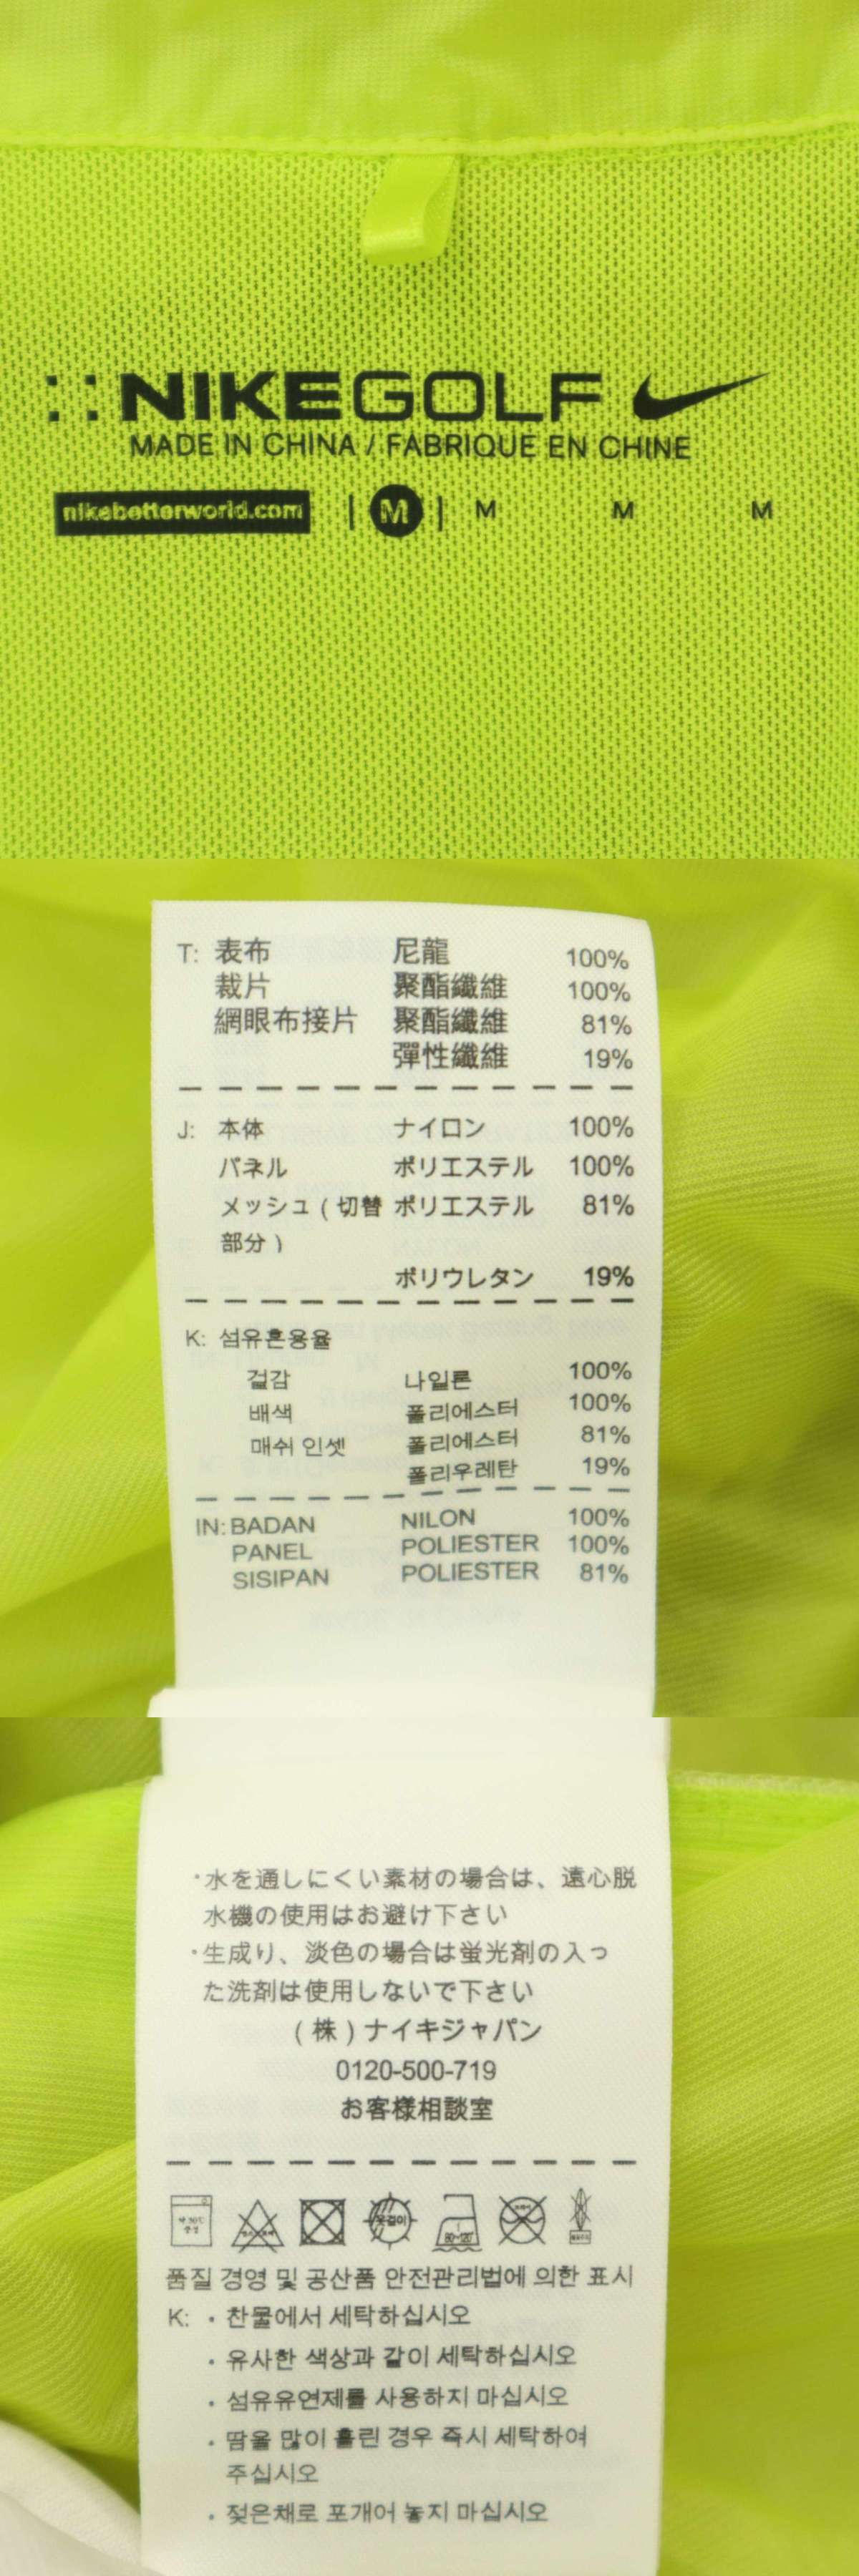 NIKEGOLF
MADE IN CHINA / FABRIQUE EN CHINE
nikebetterworld.com | M | M M M
T: 表布 尼龍 100%
裁片 聚酯纖維 100%
網眼布接片 聚酯纖維 81%
彈性纖維 19%
J: 本体 ナイロン 100%
パネル ポリエステル 100%
メッシュ(切替 ポリエステル 81%
部分)
ポリウレタン 19%
K: 섬유혼용율
겉감 나일론 100%
배색 폴리에스터 100%
매쉬 인셋 폴리에스터 81%
폴리우레탄 19%
IN: BADAN NILON 100%
PANEL POLIESTER 100%
SISIPAN POLIESTER 81%
・水を通しにくい素材の場合は、遠心脱
水機の使用はお避け下さい
・生成り、淡色の場合は蛍光剤の入っ
た洗剤は使用しないで下さい
(株)ナイキジャパン
0120-500-719
お客様相談室
약 30℃
중성
옷걸이
80~120℃
품질 경영 및 공산품 안전관리법에 의한 표시
K: · 찬물에서 세탁하십시오
· 유사한 색상과 같이 세탁하십시오
· 섬유유연제를 사용하지 마십시오
· 땀을 많이 흘린 경우 즉시 세탁하여
주십시오
· 젖은채로 포개어 놓지 마십시오